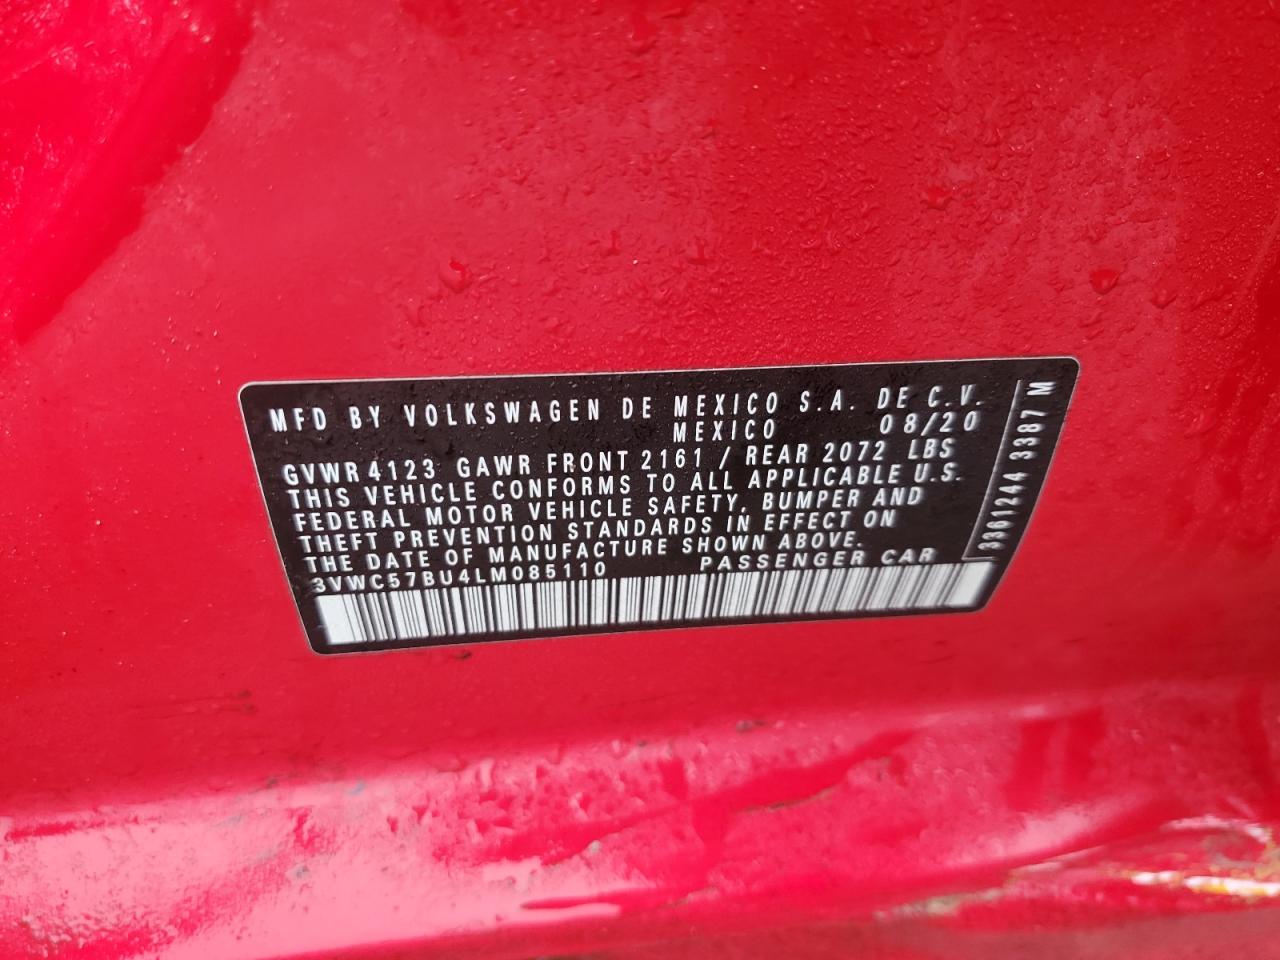 MFD BY VOLKSWAGEN DE MEXICO S.A. DE C.V.
MEXICO 08/20
GVWR 4123 GAWR FRONT 2161 / REAR 2072 LBS
THIS VEHICLE CONFORMS TO ALL APPLICABLE U.S.
FEDERAL MOTOR VEHICLE SAFETY, BUMPER AND
THEFT PREVENTION STANDARDS IN EFFECT ON
THE DATE OF MANUFACTURE SHOWN ABOVE.
3VWC57BU4LM085110 PASSENGER CAR
3361244 3387 M